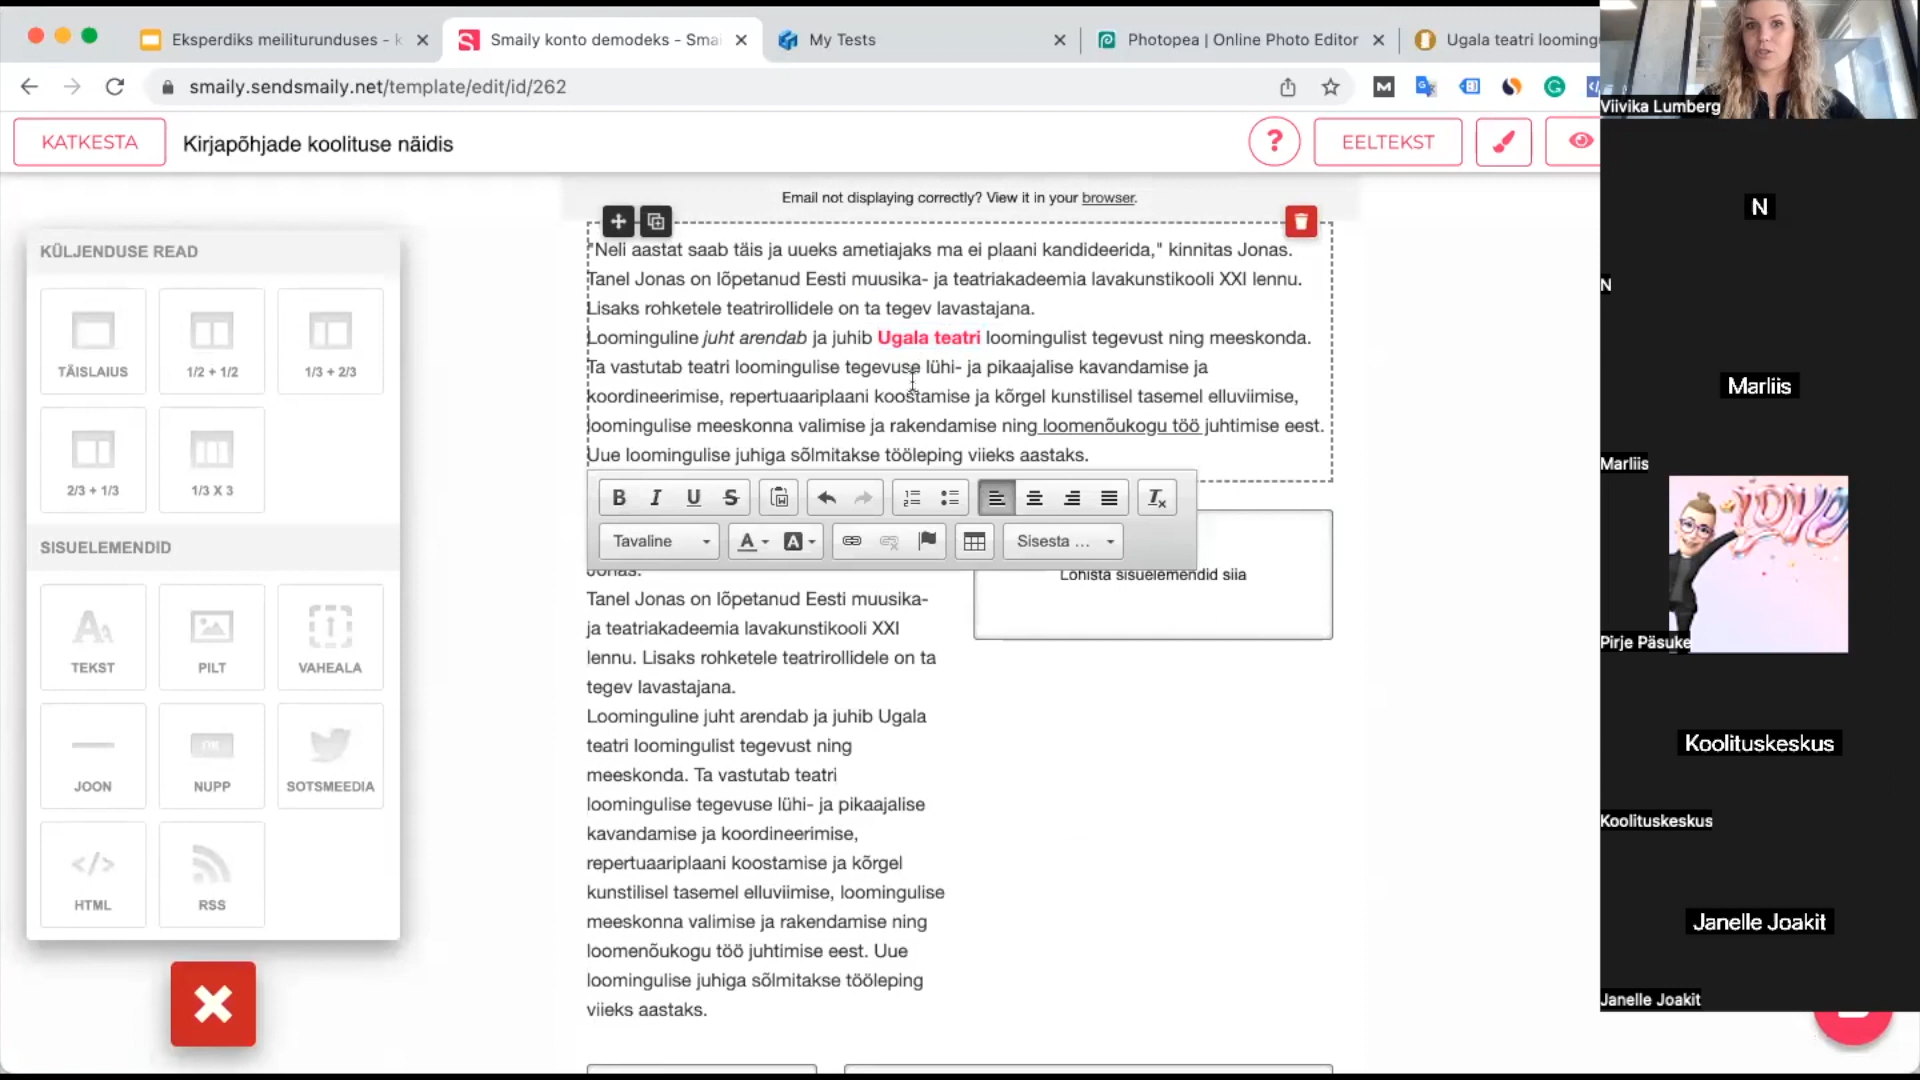 Eksperdiks meiliturunduses - k
Smaily konto demodeks - Smai
My Tests
Photopea | Online Photo Editor
Ugala teatri looming
smaily.sendsmaily.net/template/edit/id/262
KATKESTA
Kirjapõhjade koolituse näidis
?
EELTEKST
Email not displaying correctly? View it in your browser.
"Neli aastat saab täis ja uueks ametiajaks ma ei plaani kandideerida," kinnitas Jonas.
Tanel Jonas on lõpetanud Eesti muusika- ja teatriakadeemia lavakunstikooli XXI lennu.
Lisaks rohketele teatrirollidele on ta tegev lavastajana.
Loominguline juht arendab ja juhib Ugala teatri loomingulist tegevust ning meeskonda.
Ta vastutab teatri loomingulise tegevuse lühi- ja pikaajalise kavandamise ja
koordineerimise, repertuaariplaani koostamise ja kõrgel kunstilisel tasemel elluviimise,
loomingulise meeskonna valimise ja rakendamise ning loomenõukogu töö juhtimise eest.
Uue loomingulise juhiga sõlmitakse tööleping viieks aastaks.
B I U S
Tavaline
A A
Sisesta ...
Jonas.
Tanel Jonas on lõpetanud Eesti muusika-
ja teatriakadeemia lavakunstikooli XXI
lennu. Lisaks rohketele teatrirollidele on ta
tegev lavastajana.
Loominguline juht arendab ja juhib Ugala
teatri loomingulist tegevust ning
meeskonda. Ta vastutab teatri
loomingulise tegevuse lühi- ja pikaajalise
kavandamise ja koordineerimise,
repertuaariplaani koostamise ja kõrgel
kunstilisel tasemel elluviimise, loomingulise
meeskonna valimise ja rakendamise ning
loomenõukogu töö juhtimise eest. Uue
loomingulise juhiga sõlmitakse tööleping
viieks aastaks.
Lohista sisuelemendid siia
KÜLJENDUSE READ
TÄISLAIUS
1/2 + 1/2
1/3 + 2/3
2/3 + 1/3
1/3 X 3
SISUELEMENDID
TEKST
PILT
VAHEALA
JOON
NUPP
SOTSMEEDIA
HTML
RSS
Viivika Lumberg
N
N
Marliis
Marliis
Pirje Päsuke
Koolituskeskus
Koolituskeskus
Janelle Joakit
Janelle Joakit